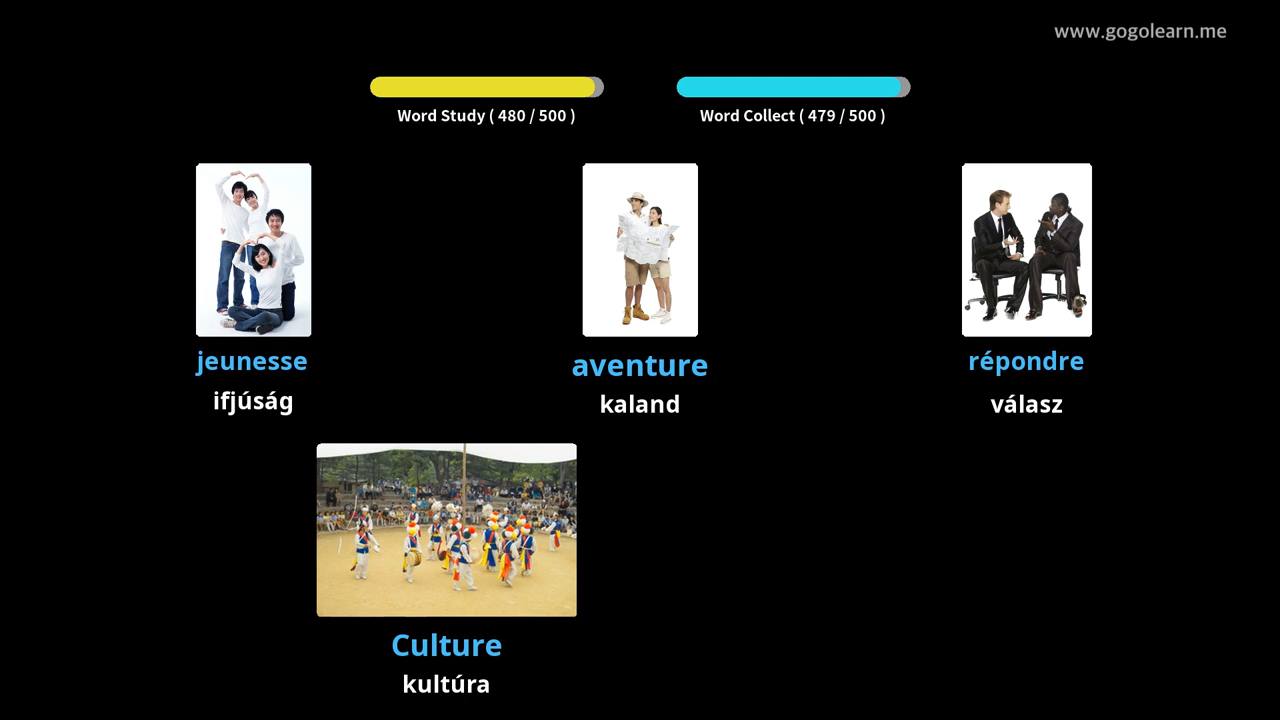 www.gogolearn.me
Word Study ( 480 / 500 )
Word Collect ( 479 / 500 )
jeunesse
ifjúság
aventure
kaland
répondre
válasz
Culture
kultúra